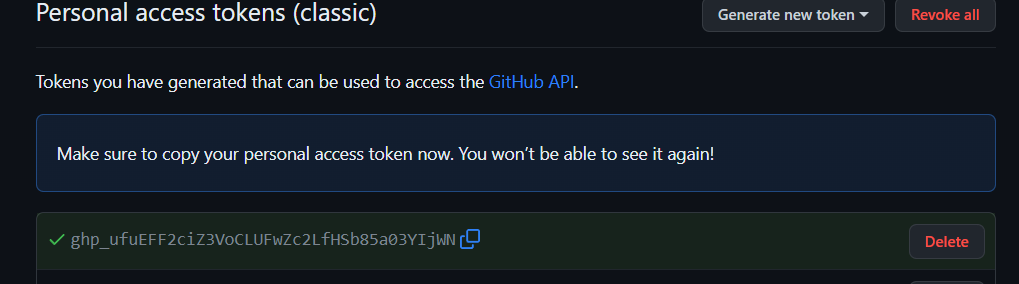 Personal access tokens (classic)
Generate new token
Revoke all
Tokens you have generated that can be used to access the GitHub API.
Make sure to copy your personal access token now. You won’t be able to see it again!
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
Delete